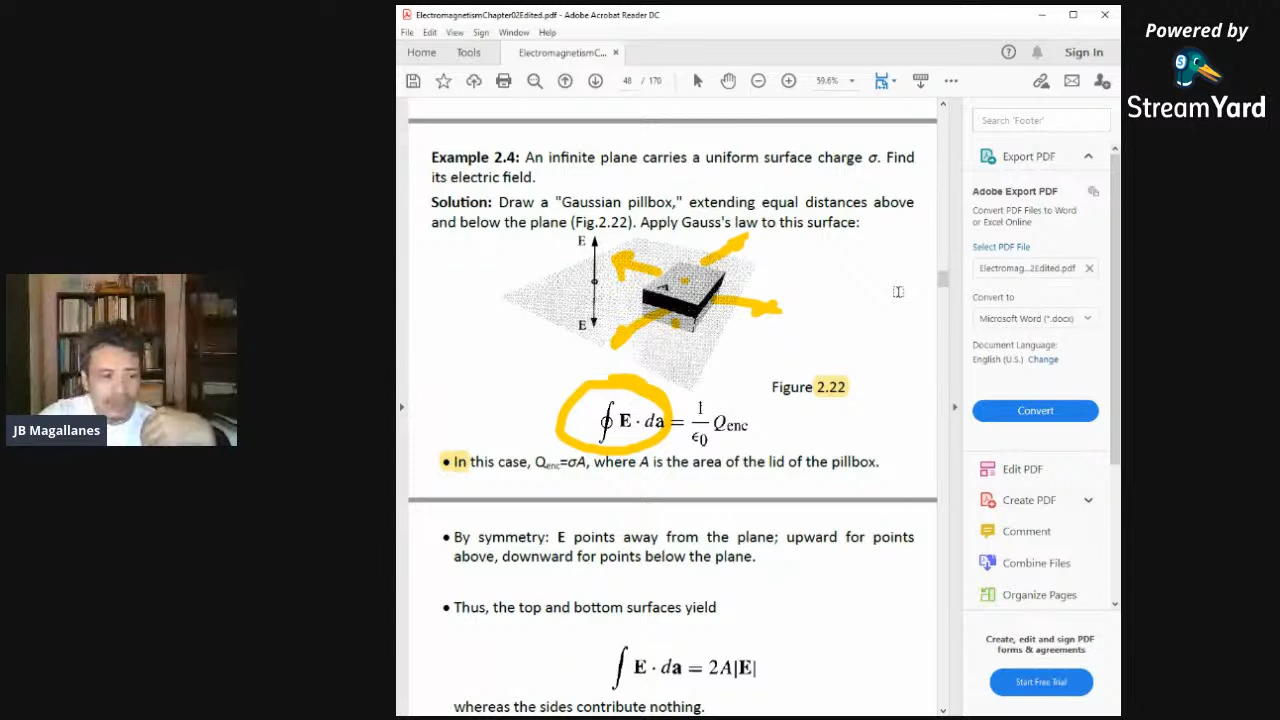 ElectromagnetismChapter02Edited.pdf - Adobe Acrobat Reader DC
File Edit View Sign Window Help
Home Tools ElectromagnetismC... × Sign In
48 / 170 59.6%
Example 2.4: An infinite plane carries a uniform surface charge σ. Find
its electric field.
Solution: Draw a "Gaussian pillbox," extending equal distances above
and below the plane (Fig.2.22). Apply Gauss's law to this surface:
E
A
E
Figure 2.22
∮ E · da = 1/ϵ₀ Qenc
• In this case, Qenc=σA, where A is the area of the lid of the pillbox.
• By symmetry: E points away from the plane; upward for points
above, downward for points below the plane.
• Thus, the top and bottom surfaces yield
∫ E · da = 2A|E|
whereas the sides contribute nothing.
Search 'Footer'
Export PDF
Adobe Export PDF
Convert PDF Files to Word
or Excel Online
Select PDF File
Electromag...2Edited.pdf ×
Convert to
Microsoft Word (*.docx)
Document Language:
English (U.S.) Change
Convert
Edit PDF
Create PDF
Comment
Combine Files
Organize Pages
Create, edit and sign PDF
forms & agreements
Start Free Trial
JB Magallanes
Powered by
S
StreamYard